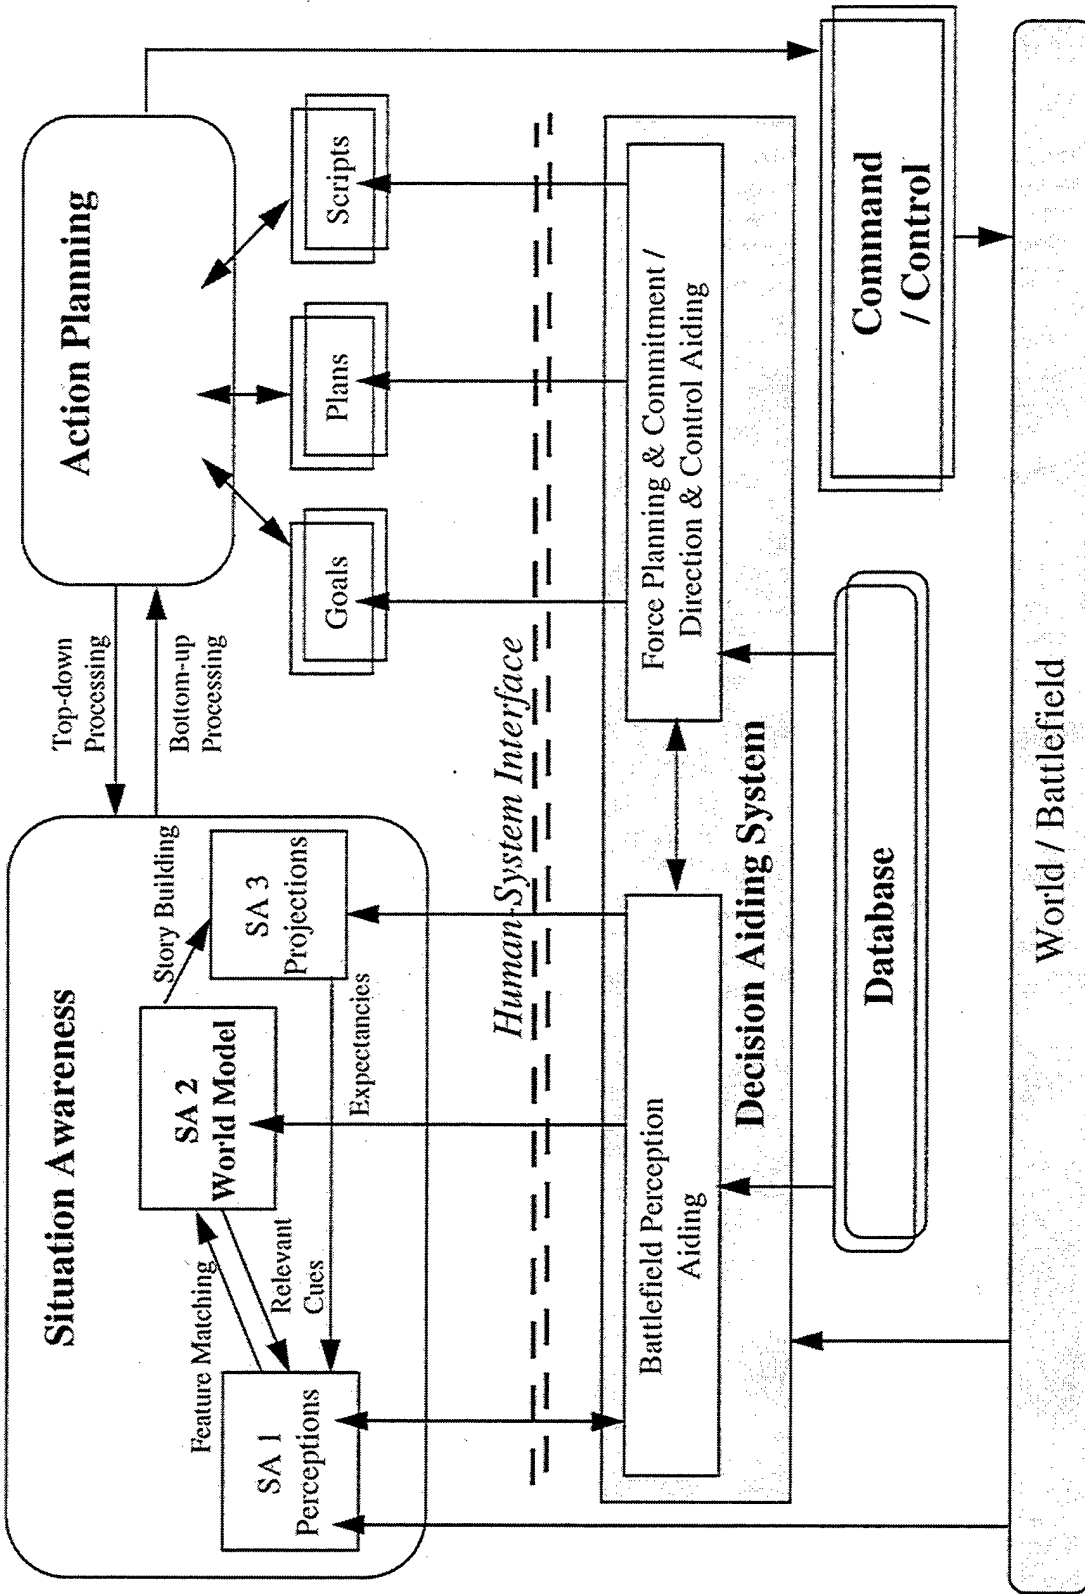 Situation Awareness
Feature Matching
SA 1
Perceptions
Relevant
Cues
SA 2
World Model
Story Building
SA 3
Projections
Expectancies
Top-down
Processing
Bottom-up
Processing
Action Planning
Goals
Plans
Scripts
Human-System Interface
Battlefield Perception
Aiding
Force Planning & Commitment /
Direction & Control Aiding
Decision Aiding System
Database
Command
/ Control
World / Battlefield